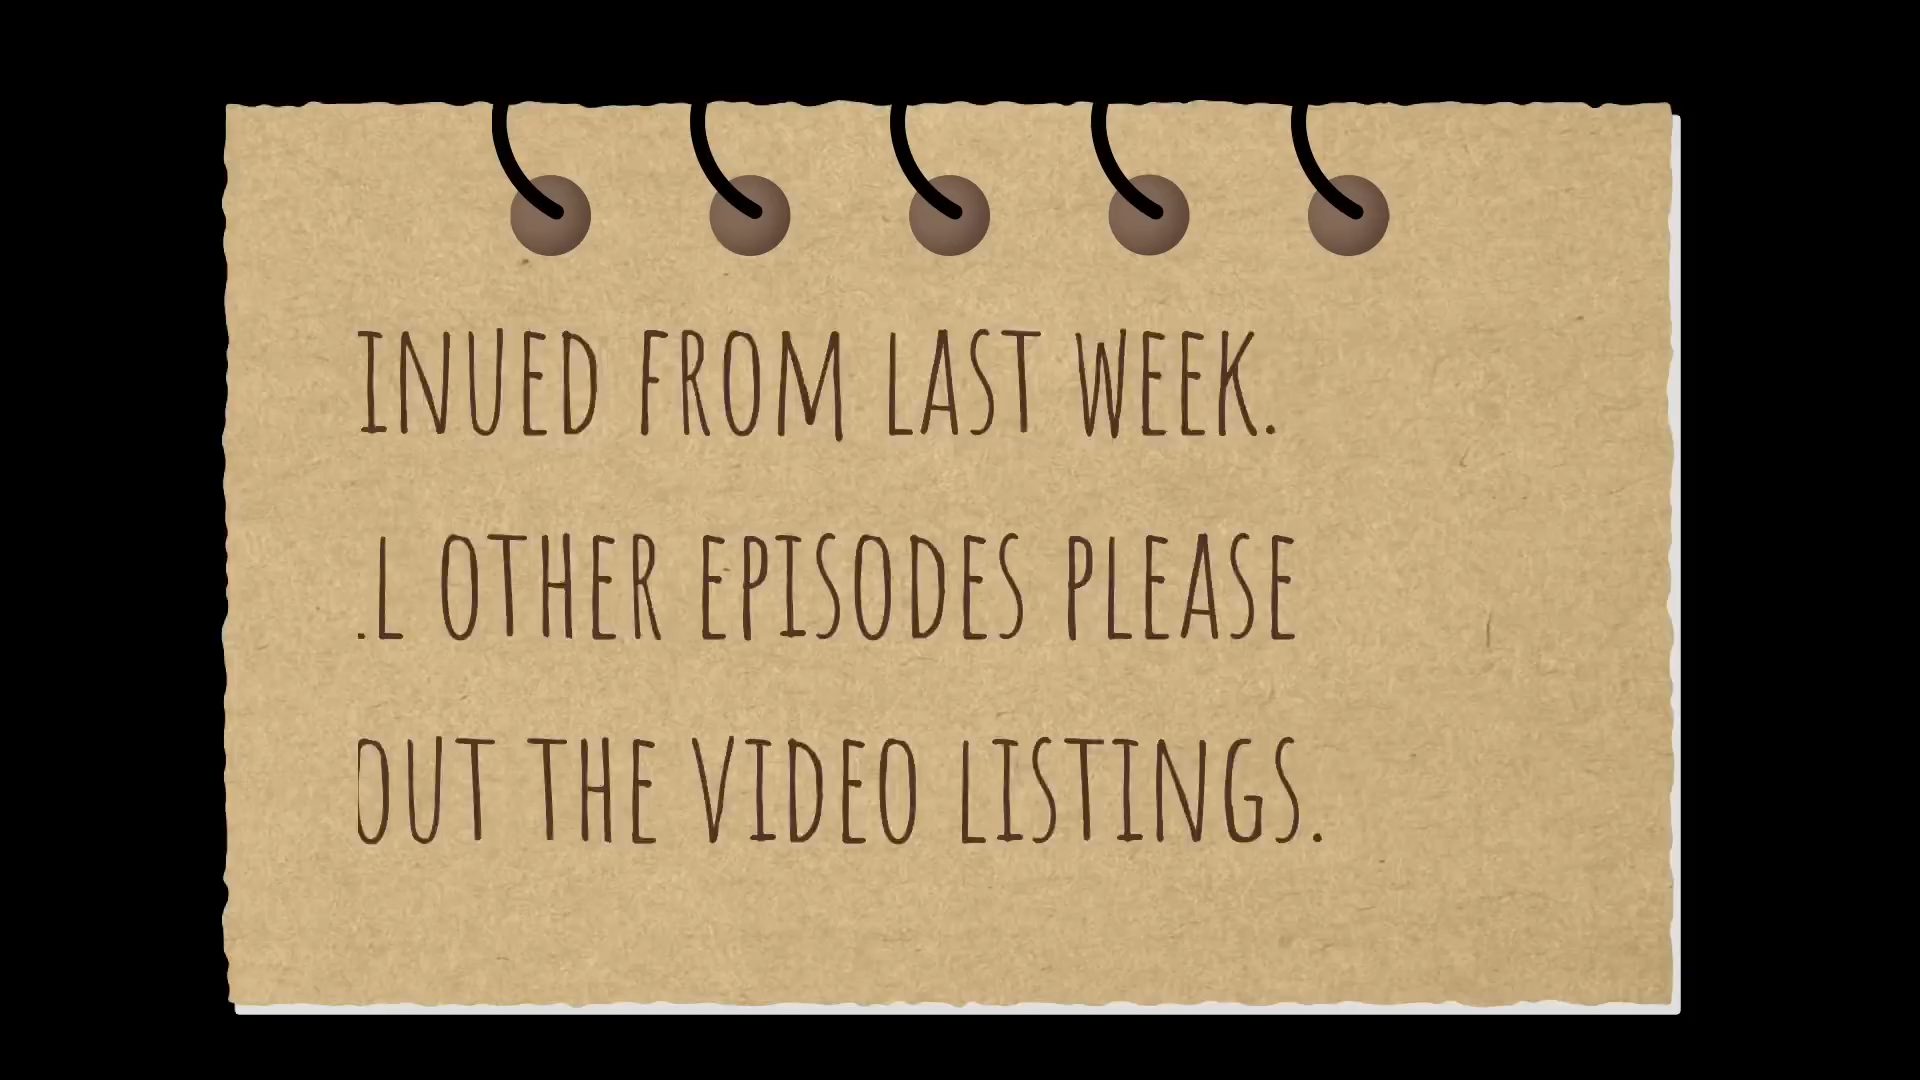 INUED FROM LAST WEEK.
L OTHER EPISODES PLEASE
OUT THE VIDEO LISTINGS.